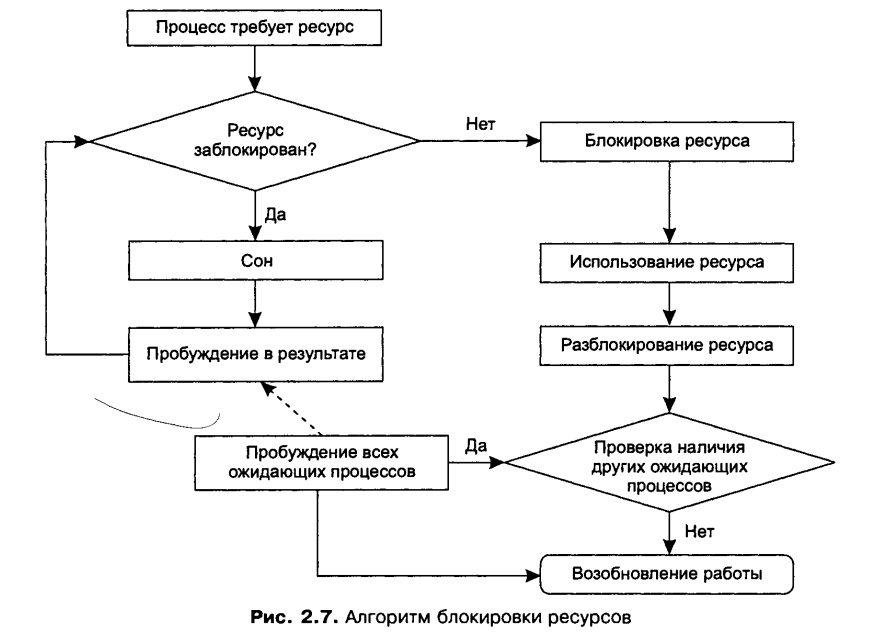 Процесс требует ресурс
Ресурс
заблокирован?
Нет
Блокировка ресурса
Да
Сон
Использование ресурса
Пробуждение в результате
Разблокирование ресурса
Пробуждение всех
ожидающих процессов
Да
Проверка наличия
других ожидающих
процессов
Нет
Возобновление работы
Рис. 2.7. Алгоритм блокировки ресурсов